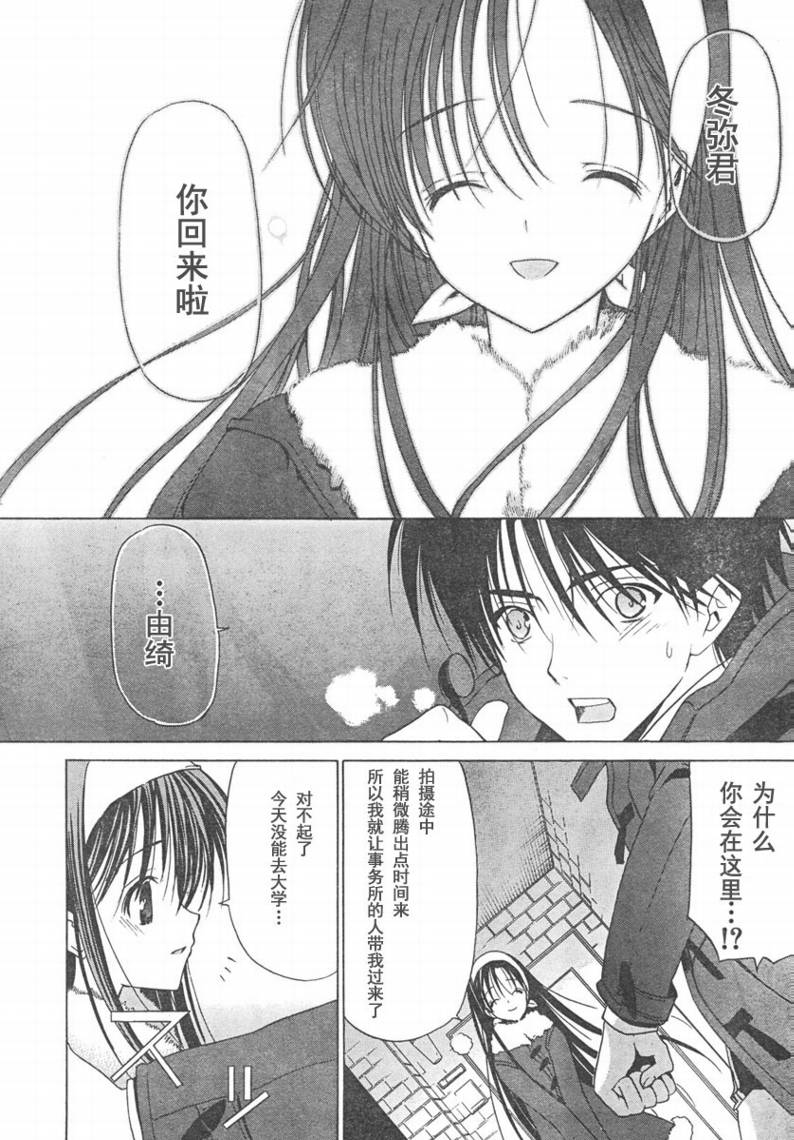 冬弥君
你回来啦
…由绮
为什么
你会在这里…!?
拍摄途中
能稍微腾出点时间来
所以我就让事务所的人带我过来了
对不起了
今天没能去大学…